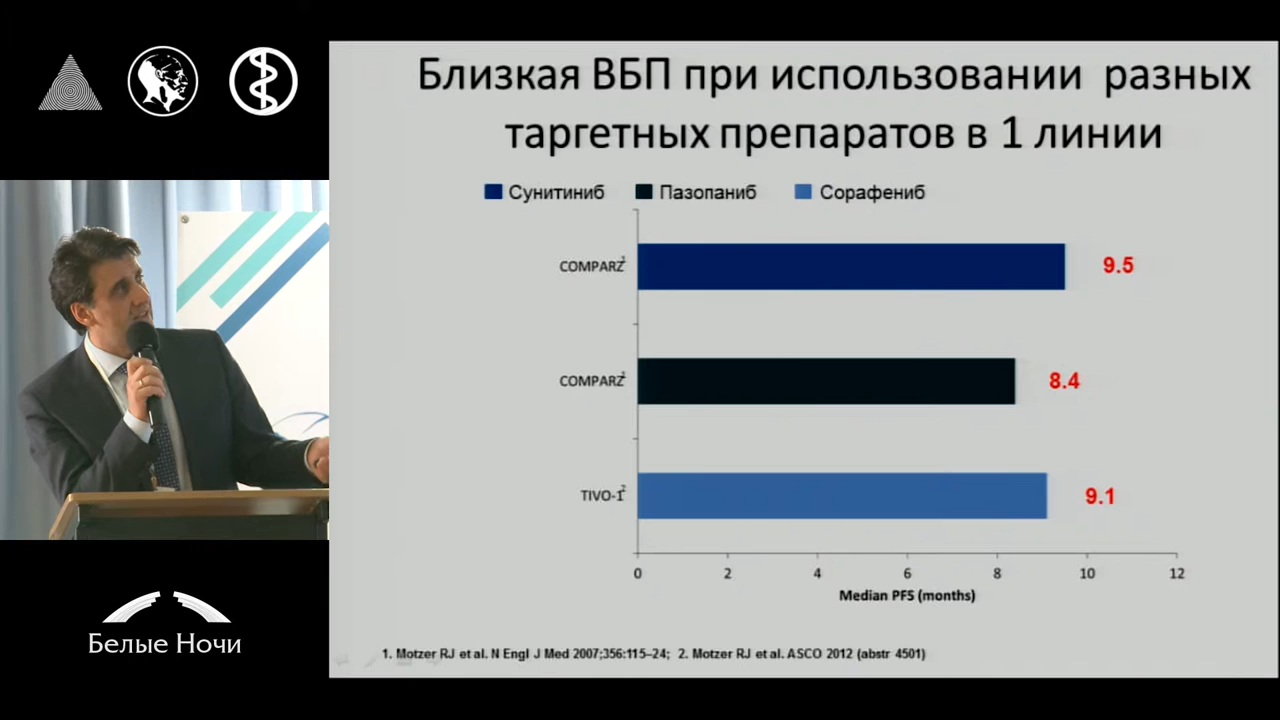 Близкая ВБП при использовании разных
таргетных препаратов в 1 линии
Сунитиниб Пазопаниб Сорафениб
COMPARZ¹ 9.5
COMPARZ¹ 8.4
TIVO-1² 9.1
0 2 4 6 8 10 12
Median PFS (months)
1. Motzer RJ et al. N Engl J Med 2007;356:115–24; 2. Motzer RJ et al. ASCO 2012 (abstr 4501)
Белые Ночи